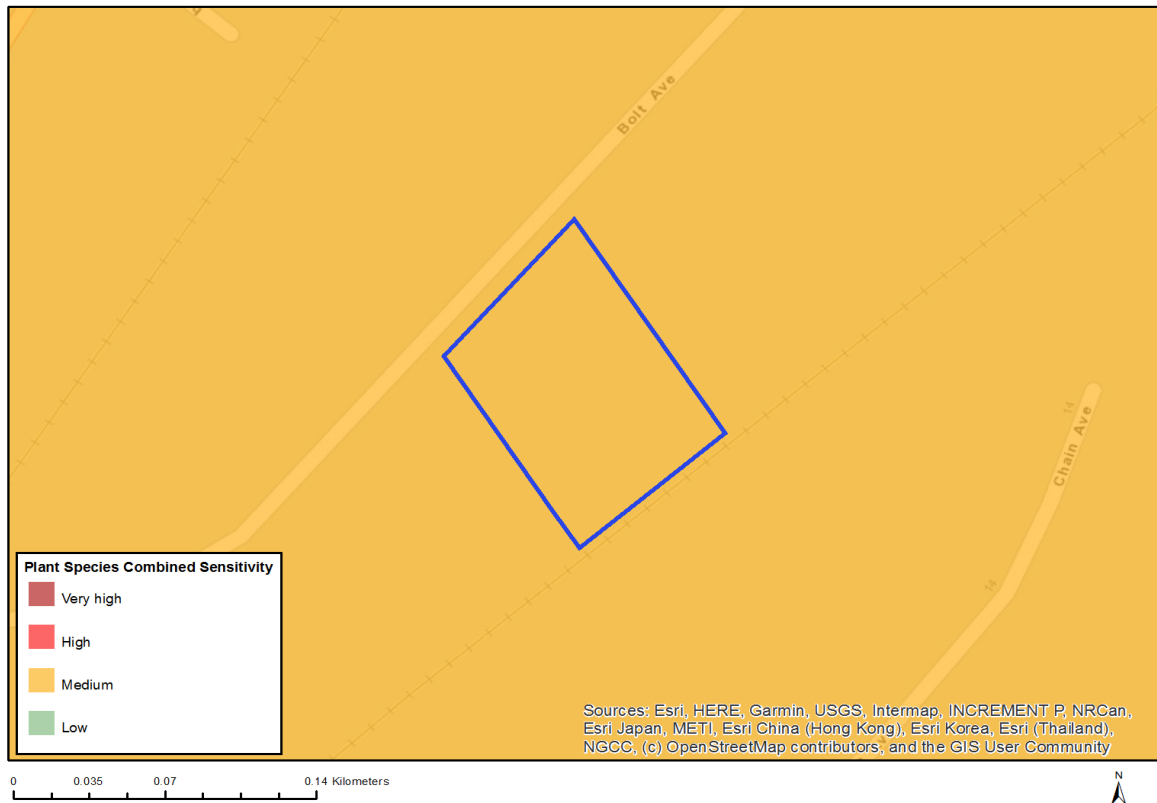 Bolt Ave
14
Chain Ave
14
Plant Species Combined Sensitivity
Very high
High
Medium
Low
Sources: Esri, HERE, Garmin, USGS, Intermap, INCREMENT P, NRCan,
Esri Japan, METI, Esri China (Hong Kong), Esri Korea, Esri (Thailand),
NGCC, (c) OpenStreetMap contributors, and the GIS User Community
0 0.035 0.07 0.14 Kilometers
N